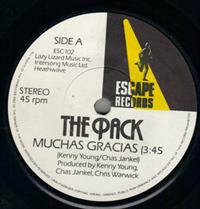 SIDE A
ESC 102
Lazy Lizard Music Inc.
Intersong Music Ltd.
Heathwave
STEREO
45 rpm
ESCAPE
RECORDS
THE PACK
MUCHAS GRACIAS (3:45
(Kenny Young/Chas Jankel)
Produced by Kenny Young,
Chas Jankel, Chris Warwick